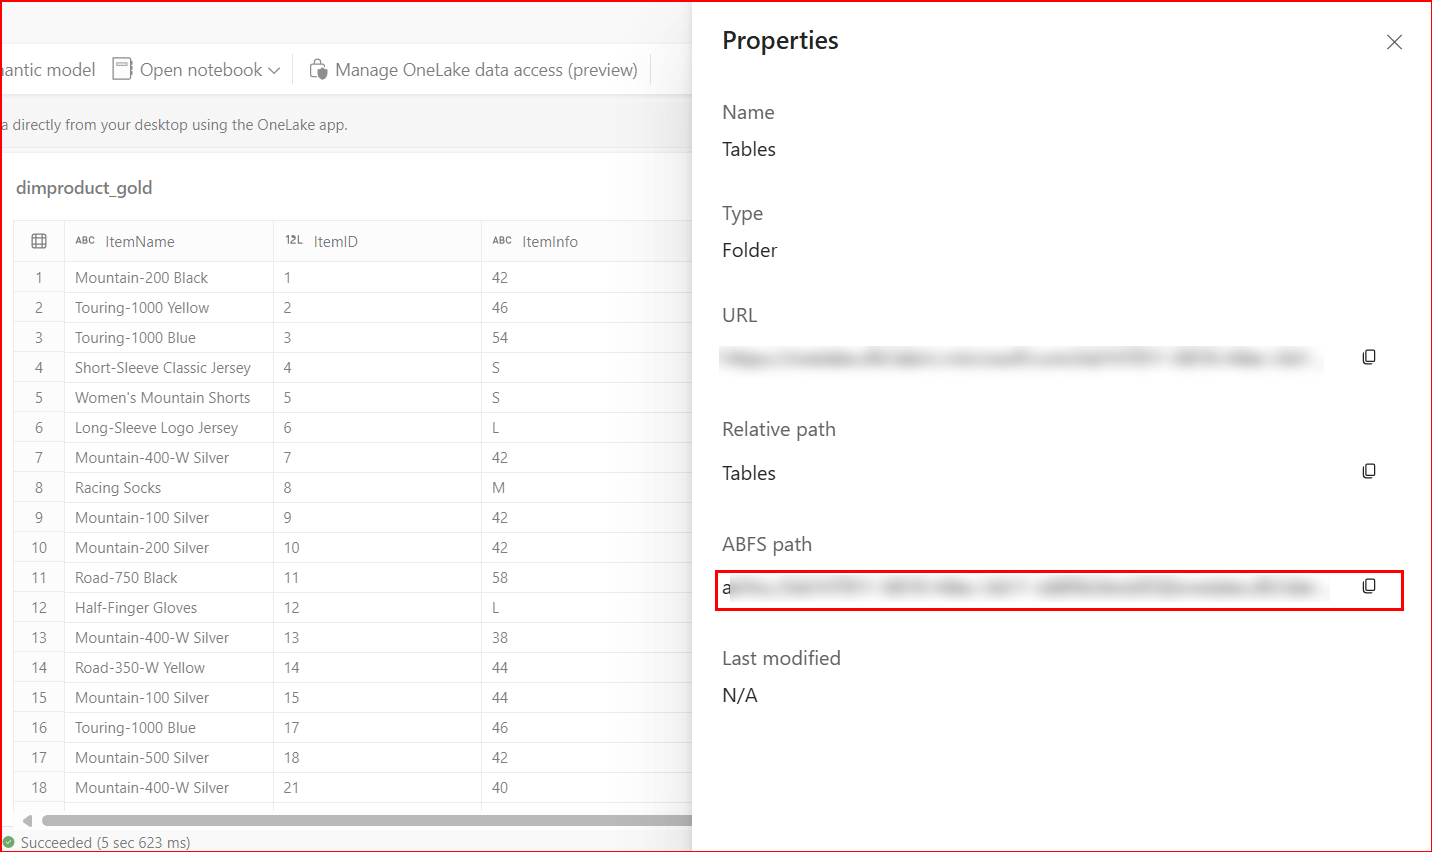 Properties
mantic model Open notebook Manage OneLake data access (preview)
a directly from your desktop using the OneLake app.
dimproduct_gold
ABC ItemName 12L ItemID ABC ItemInfo
1 Mountain-200 Black 1 42
2 Touring-1000 Yellow 2 46
3 Touring-1000 Blue 3 54
4 Short-Sleeve Classic Jersey 4 S
5 Women's Mountain Shorts 5 S
6 Long-Sleeve Logo Jersey 6 L
7 Mountain-400-W Silver 7 42
8 Racing Socks 8 M
9 Mountain-100 Silver 9 42
10 Mountain-200 Silver 10 42
11 Road-750 Black 11 58
12 Half-Finger Gloves 12 L
13 Mountain-400-W Silver 13 38
14 Road-350-W Yellow 14 44
15 Mountain-100 Silver 15 44
16 Touring-1000 Blue 17 46
17 Mountain-500 Silver 18 42
18 Mountain-400-W Silver 21 40
Succeeded (5 sec 623 ms)
Name
Tables
Type
Folder
URL
Relative path
Tables
ABFS path
a
Last modified
N/A